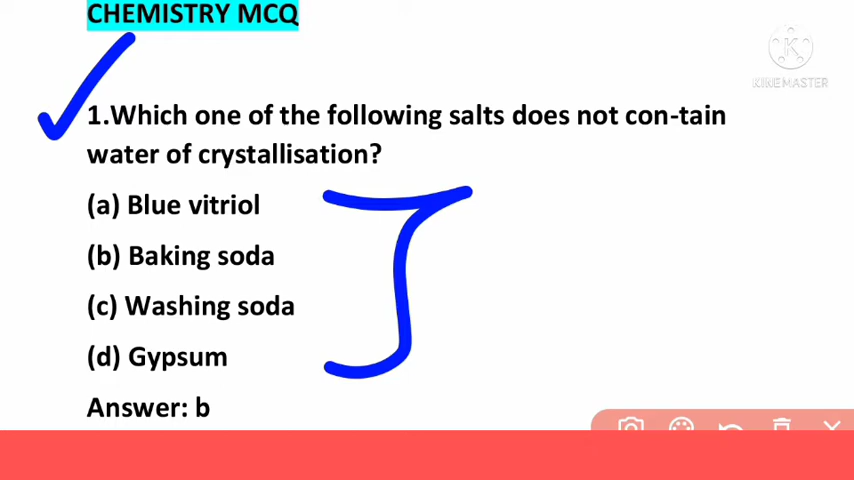 CHEMISTRY MCQ
KINEMASTER
1.Which one of the following salts does not con-tain
water of crystallisation?
(a) Blue vitriol
(b) Baking soda
(c) Washing soda
(d) Gypsum
Answer: b